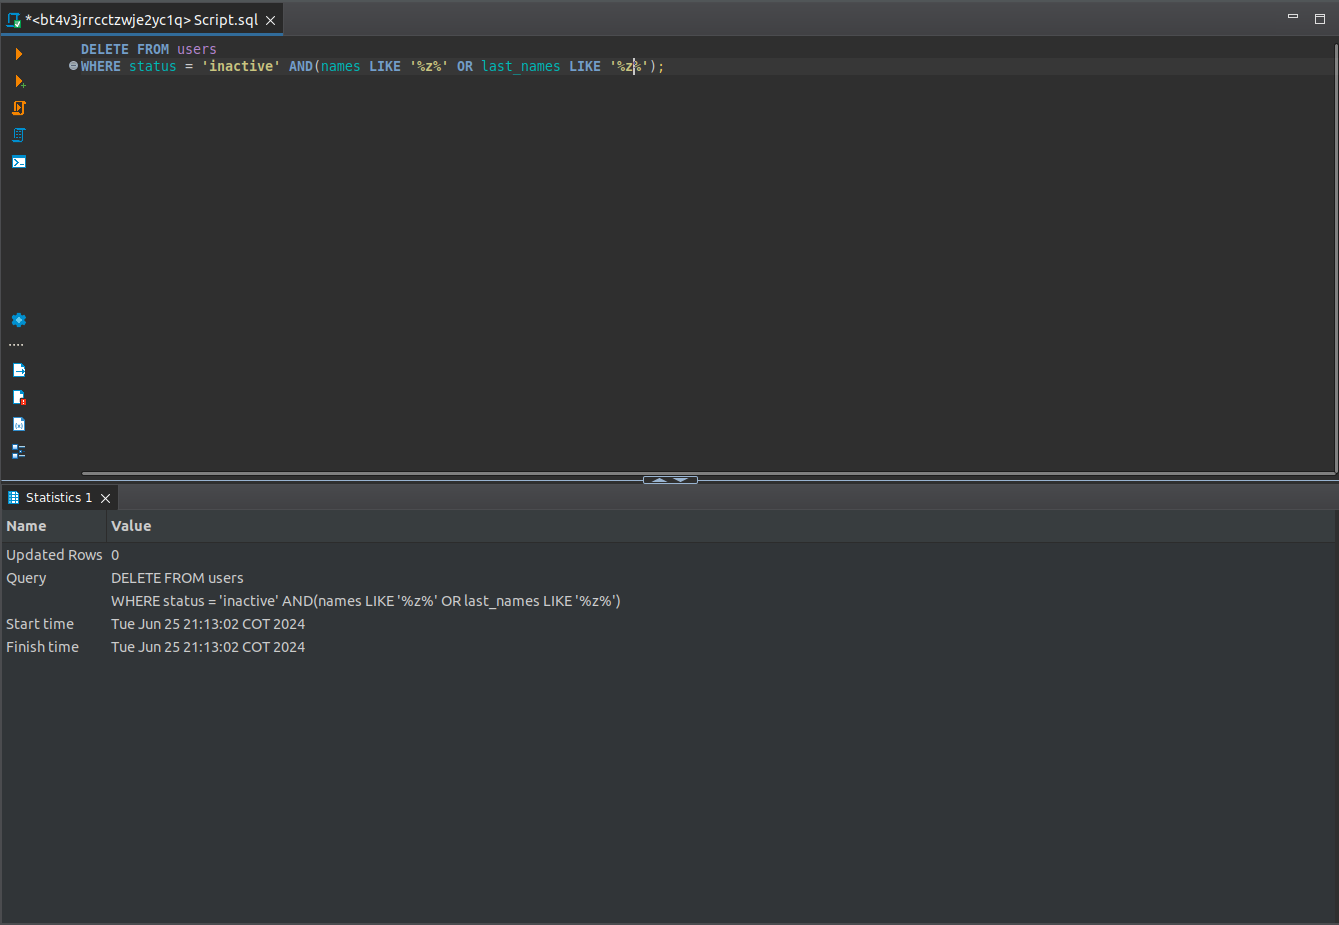 *<bt4v3jrrcctzwje2yc1q> Script.sql
DELETE FROM users
WHERE status = 'inactive' AND(names LIKE '%z%' OR last_names LIKE '%z%');
Statistics 1
Name Value
Updated Rows 0
Query DELETE FROM users
WHERE status = 'inactive' AND(names LIKE '%z%' OR last_names LIKE '%z%')
Start time Tue Jun 25 21:13:02 COT 2024
Finish time Tue Jun 25 21:13:02 COT 2024